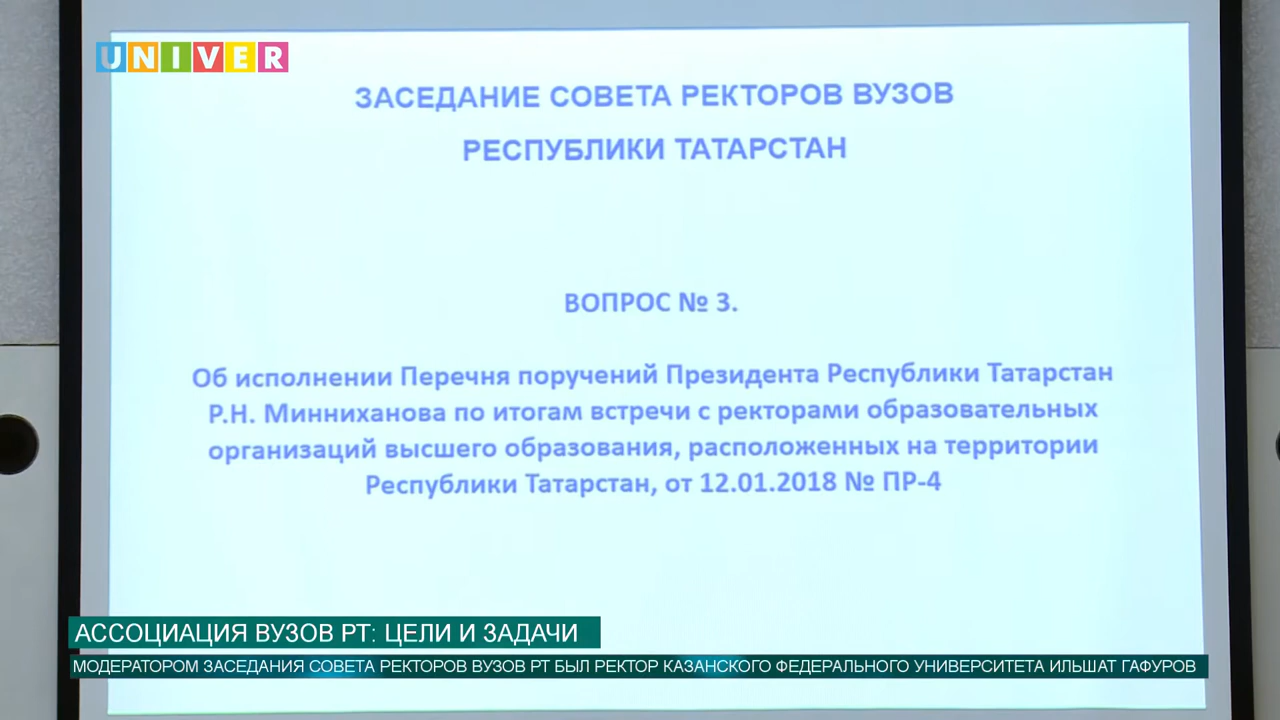 UNIVER
ЗАСЕДАНИЕ СОВЕТА РЕКТОРОВ ВУЗОВ
РЕСПУБЛИКИ ТАТАРСТАН
ВОПРОС № 3.
Об исполнении Перечня поручений Президента Республики Татарстан
Р.Н. Минниханова по итогам встречи с ректорами образовательных
организаций высшего образования, расположенных на территории
Республики Татарстан, от 12.01.2018 № ПР-4
АССОЦИАЦИЯ ВУЗОВ РТ: ЦЕЛИ И ЗАДАЧИ
МОДЕРАТОРОМ ЗАСЕДАНИЯ СОВЕТА РЕКТОРОВ ВУЗОВ РТ БЫЛ РЕКТОР КАЗАНСКОГО ФЕДЕРАЛЬНОГО УНИВЕРСИТЕТА ИЛЬШАТ ГАФУРОВ